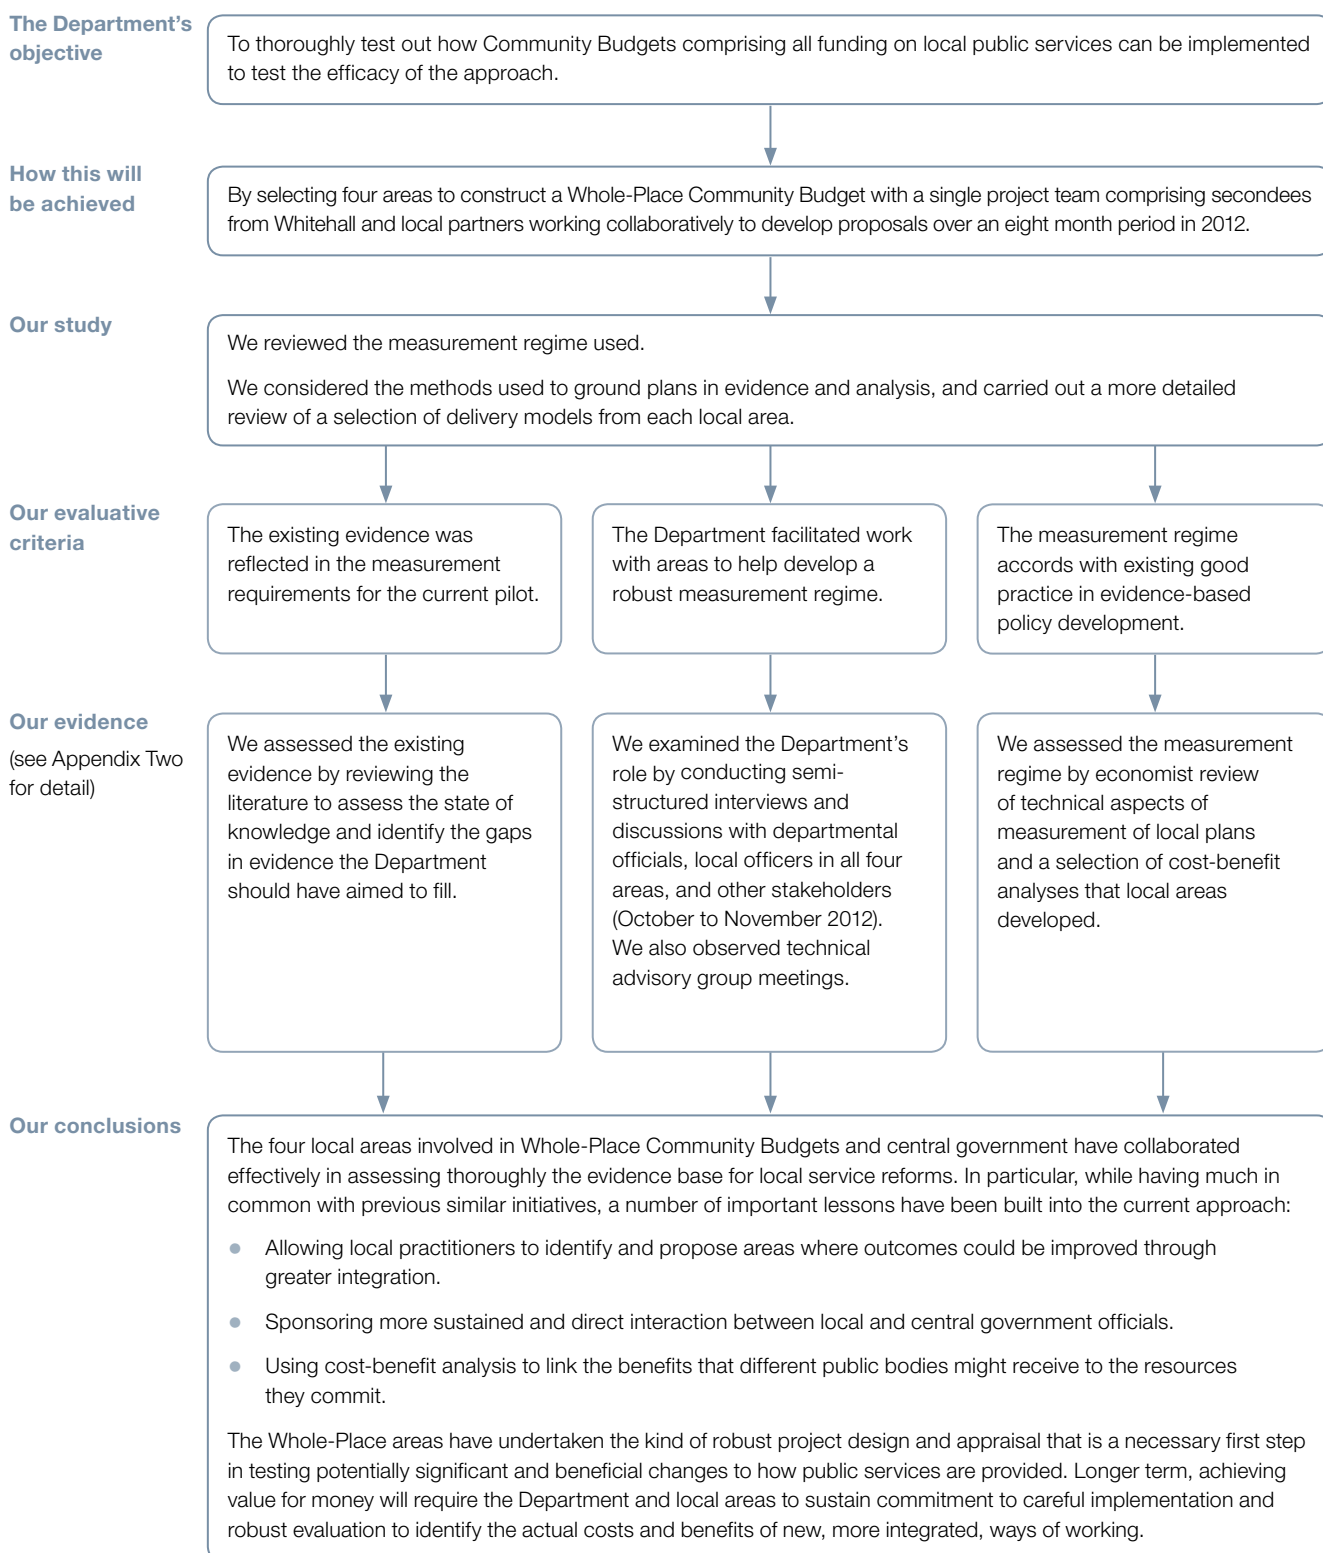 The Department's
objective
To thoroughly test out how Community Budgets comprising all funding on local public services can be implemented
to test the efficacy of the approach.
How this will
be achieved
By selecting four areas to construct a Whole-Place Community Budget with a single project team comprising secondees
from Whitehall and local partners working collaboratively to develop proposals over an eight month period in 2012.
Our study
We reviewed the measurement regime used.
We considered the methods used to ground plans in evidence and analysis, and carried out a more detailed
review of a selection of delivery models from each local area.
Our evaluative
criteria
The existing evidence was
reflected in the measurement
requirements for the current pilot.
The Department facilitated work
with areas to help develop a
robust measurement regime.
The measurement regime
accords with existing good
practice in evidence-based
policy development.
Our evidence
(see Appendix Two
for detail)
We assessed the existing
evidence by reviewing the
literature to assess the state of
knowledge and identify the gaps
in evidence the Department
should have aimed to fill.
We examined the Department's
role by conducting semi-
structured interviews and
discussions with departmental
officials, local officers in all four
areas, and other stakeholders
(October to November 2012).
We also observed technical
advisory group meetings.
We assessed the measurement
regime by economist review
of technical aspects of
measurement of local plans
and a selection of cost-benefit
analyses that local areas
developed.
Our conclusions
The four local areas involved in Whole-Place Community Budgets and central government have collaborated
effectively in assessing thoroughly the evidence base for local service reforms. In particular, while having much in
common with previous similar initiatives, a number of important lessons have been built into the current approach:
• Allowing local practitioners to identify and propose areas where outcomes could be improved through
greater integration.
• Sponsoring more sustained and direct interaction between local and central government officials.
• Using cost-benefit analysis to link the benefits that different public bodies might receive to the resources
they commit.
The Whole-Place areas have undertaken the kind of robust project design and appraisal that is a necessary first step
in testing potentially significant and beneficial changes to how public services are provided. Longer term, achieving
value for money will require the Department and local areas to sustain commitment to careful implementation and
robust evaluation to identify the actual costs and benefits of new, more integrated, ways of working.